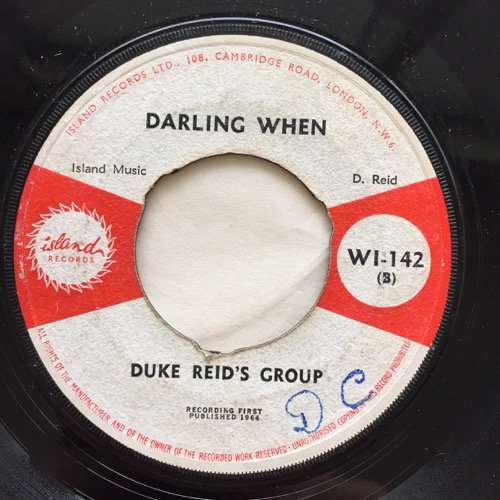 ISLAND RECORDS LTD., 108, CAMBRIDGE ROAD, LONDON, N.W.6
DARLING WHEN
Island Music
D. Reid
island
RECORDS
WI-142
(B)
DUKE REID'S GROUP
RECORDING FIRST
PUBLISHED 1964
D C
ALL RIGHTS OF THE MANUFACTURER AND OF THE OWNER OF THE RECORDED WORK RESERVED - UNAUTHORISED COPYING